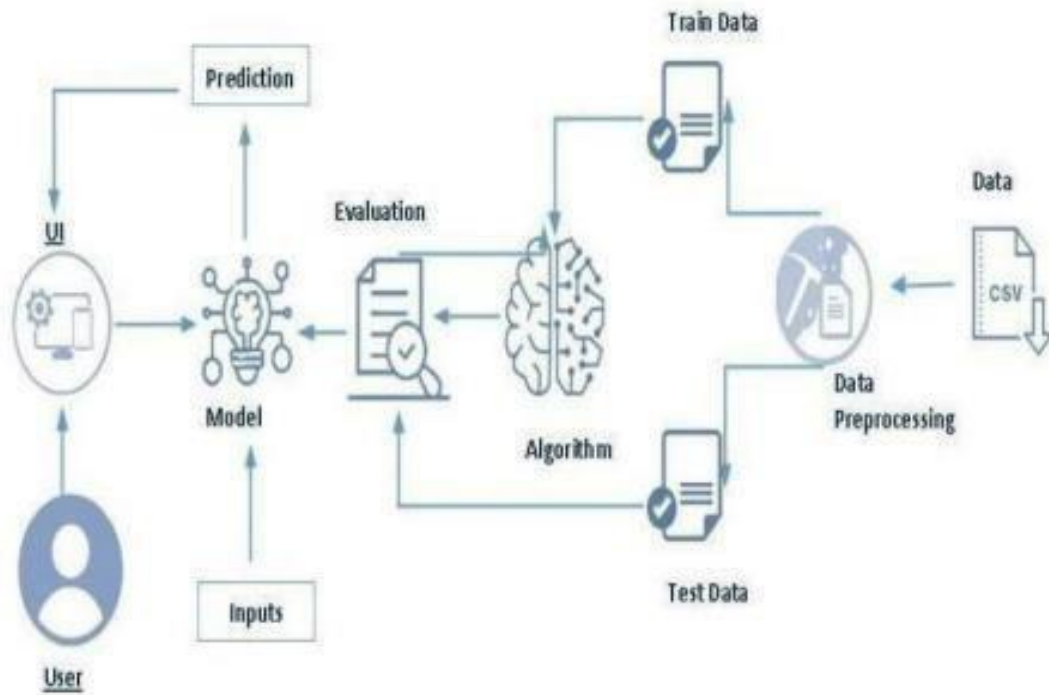 Train Data
Prediction
Data
Evaluation
UI
CSV
Model
Data
Preprocessing
Algorithm
Test Data
Inputs
User